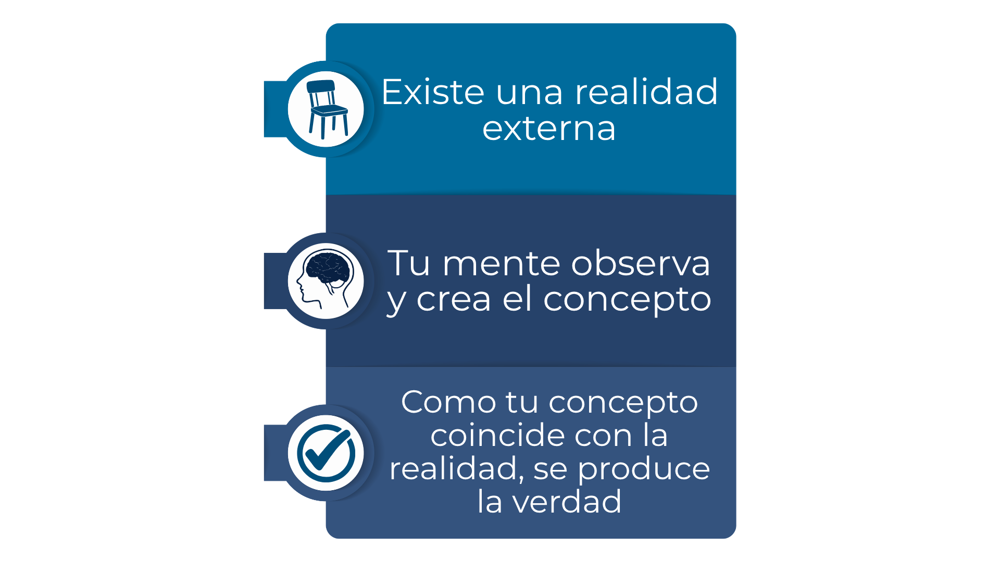 Existe una realidad
externa
Tu mente observa
y crea el concepto
Como tu concepto
coincide con la
realidad, se produce
la verdad